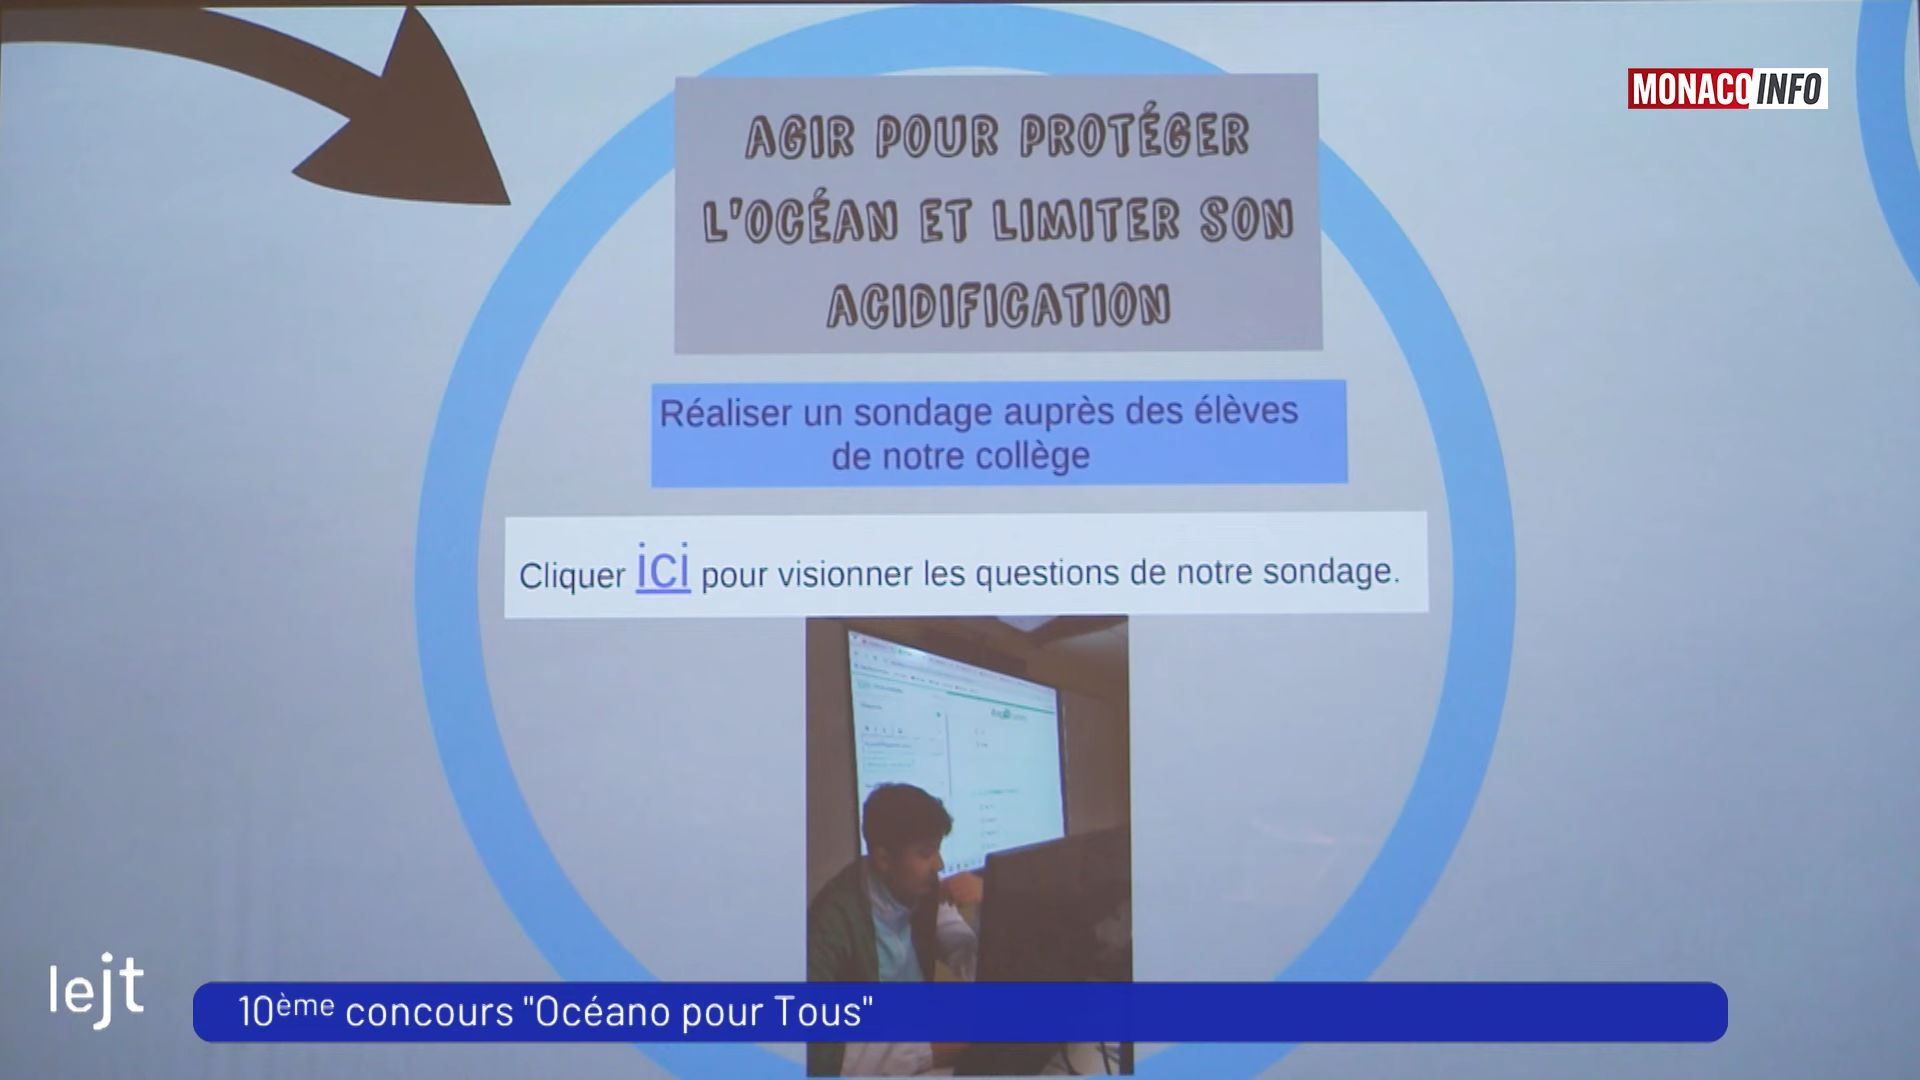 MONACO INFO
AGIR POUR PROTÉGER
L'OCÉAN ET LIMITER SON
ACIDIFICATION
Réaliser un sondage auprès des élèves
de notre collège
Cliquer ici pour visionner les questions de notre sondage.
lejt
10ème concours "Océano pour Tous"